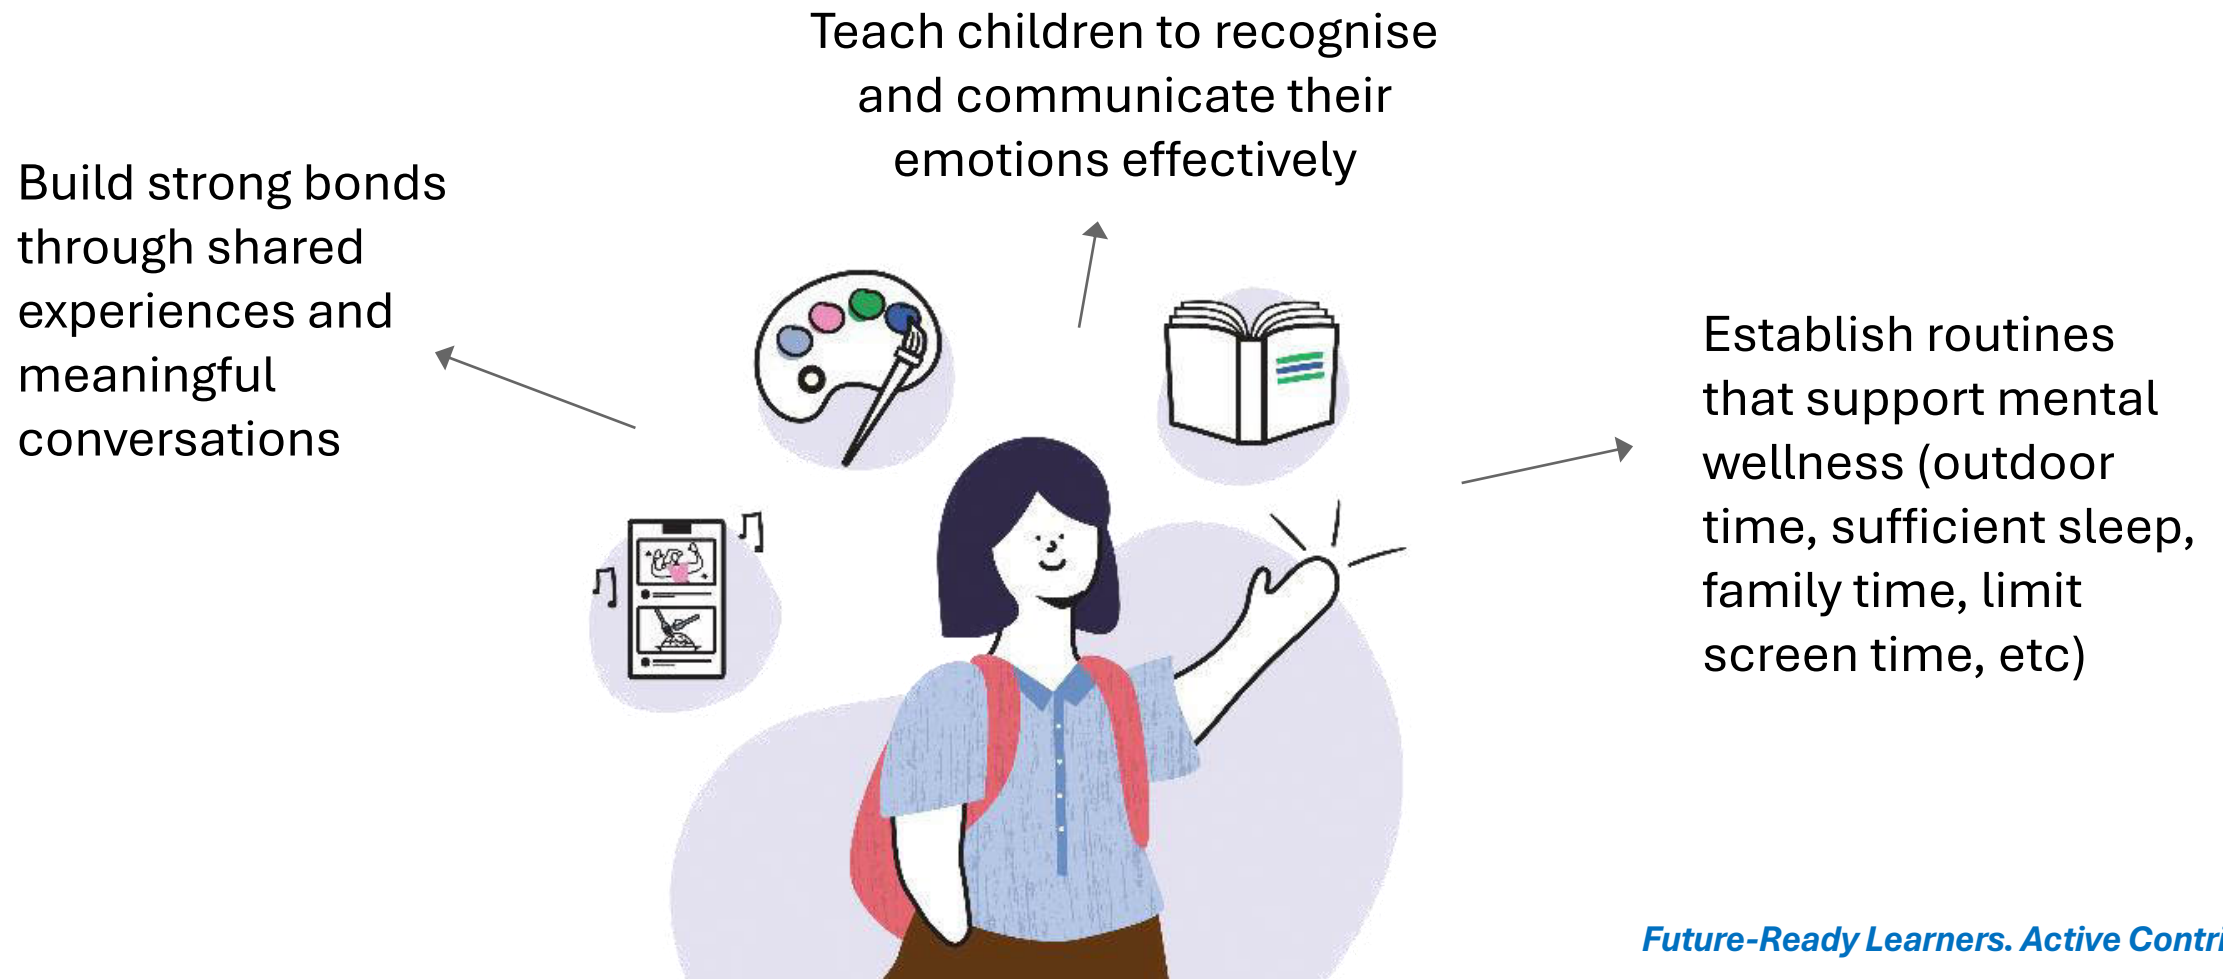 Teach children to recognise
and communicate their
emotions effectively
Build strong bonds
through shared
experiences and
meaningful
conversations
Establish routines
that support mental
wellness (outdoor
time, sufficient sleep,
family time, limit
screen time, etc)
Future-Ready Learners. Active Contri